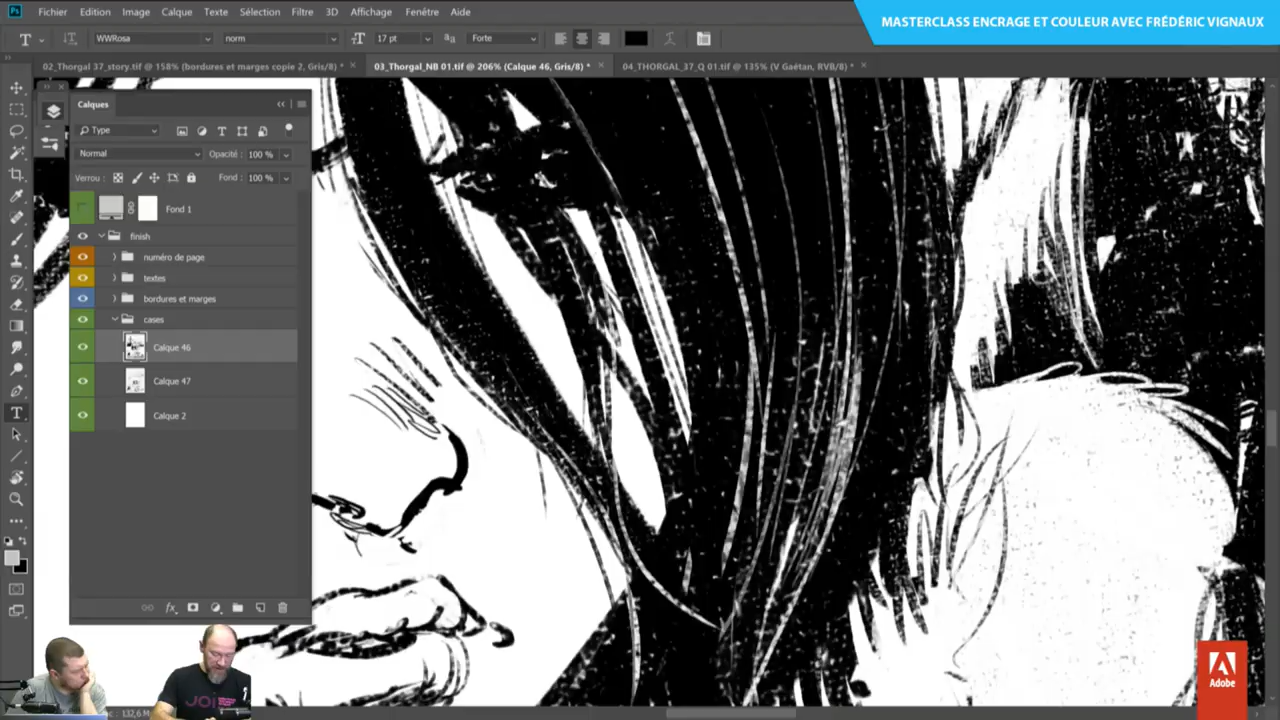 Ps Fichier Edition Image Calque Texte Sélection Filtre 3D Affichage Fenêtre Aide
MASTERCLASS ENCRAGE ET COULEUR AVEC FRÉDÉRIC VIGNAUX
T WWRosa norm 17 pt Forte
02_Thorgal 37_story.tif @ 158% (bordures et marges copie 2, Gris/8) * × 03_Thorgal_NB 01.tif @ 206% (Calque 46, Gris/8) * × 04_THORGAL_37_Q 01.tif @ 135% (V Gaétan, RVB/8) * ×
Calques
Type
Normal Opacité : 100 %
Verrou : Fond : 100 %
Fond 1
finish
numéro de page
textes
bordures et marges
cases
Calque 46
Calque 47
Calque 2
fx
Adobe